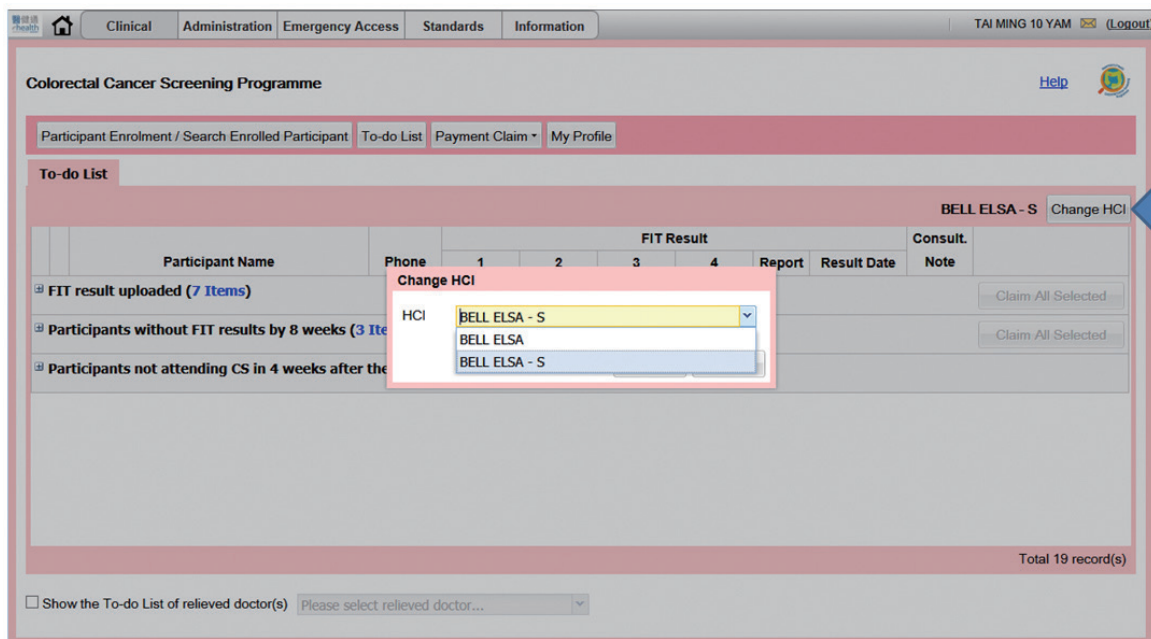 醫健通
ehealth
Clinical Administration Emergency Access Standards Information
TAI MING 10 YAM (Logout)
Colorectal Cancer Screening Programme
Help
Participant Enrolment / Search Enrolled Participant To-do List Payment Claim My Profile
To-do List
BELL ELSA - S Change HCI
FIT Result Consult.
Participant Name Phone 1 2 3 4 Report Result Date Note
FIT result uploaded (7 Items)
Claim All Selected
Participants without FIT results by 8 weeks (3 Ite
Claim All Selected
Participants not attending CS in 4 weeks after the
Change HCI
HCI BELL ELSA - S
BELL ELSA
BELL ELSA - S
Total 19 record(s)
Show the To-do List of relieved doctor(s) Please select relieved doctor...